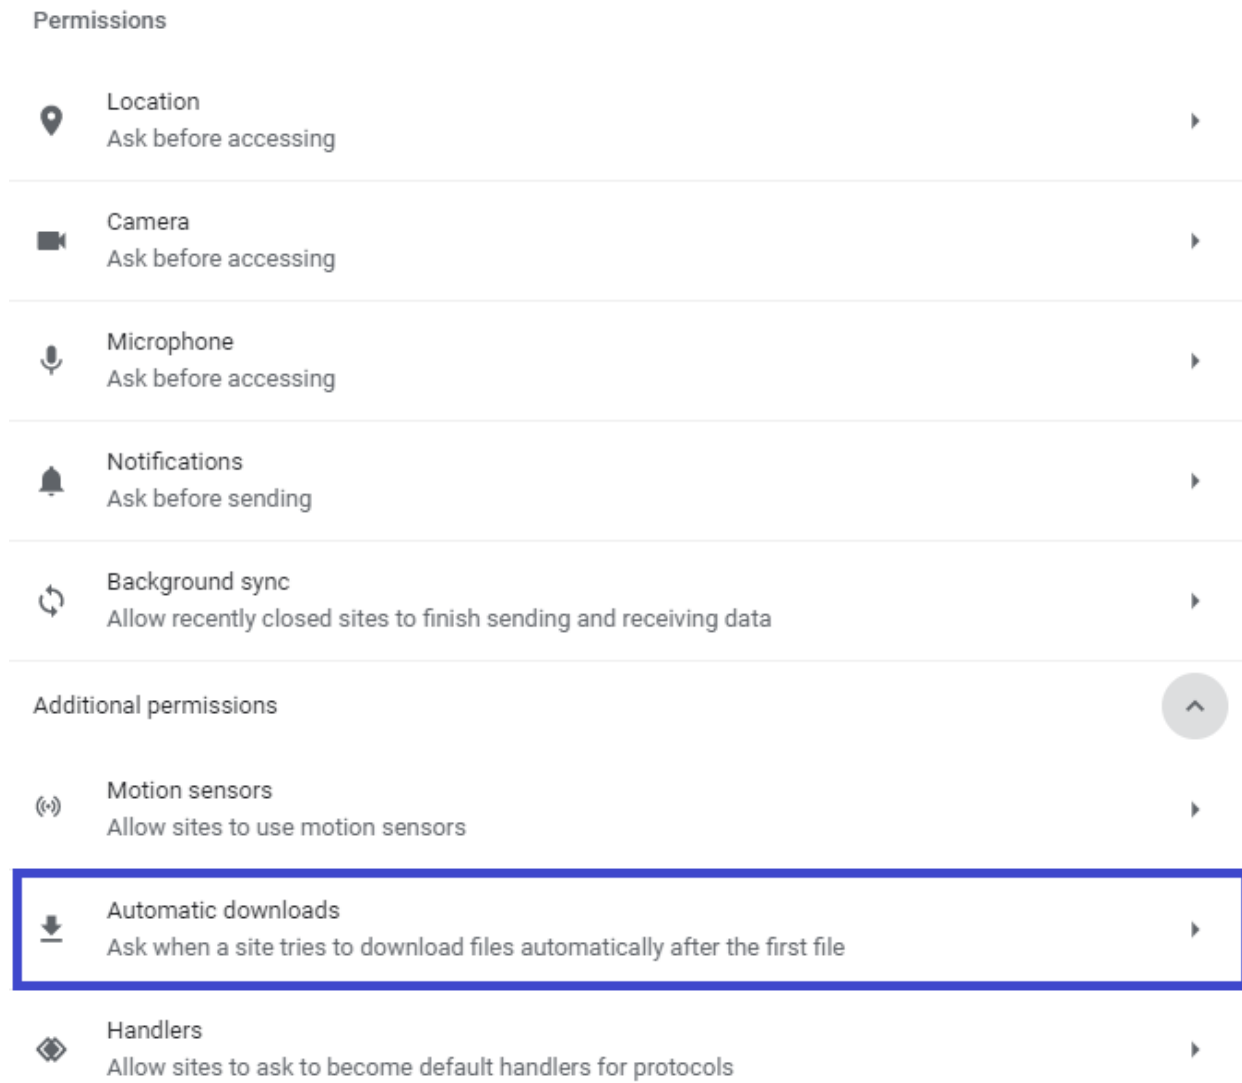 Permissions
Location
Ask before accessing
Camera
Ask before accessing
Microphone
Ask before accessing
Notifications
Ask before sending
Background sync
Allow recently closed sites to finish sending and receiving data
Additional permissions
Motion sensors
Allow sites to use motion sensors
Automatic downloads
Ask when a site tries to download files automatically after the first file
Handlers
Allow sites to ask to become default handlers for protocols